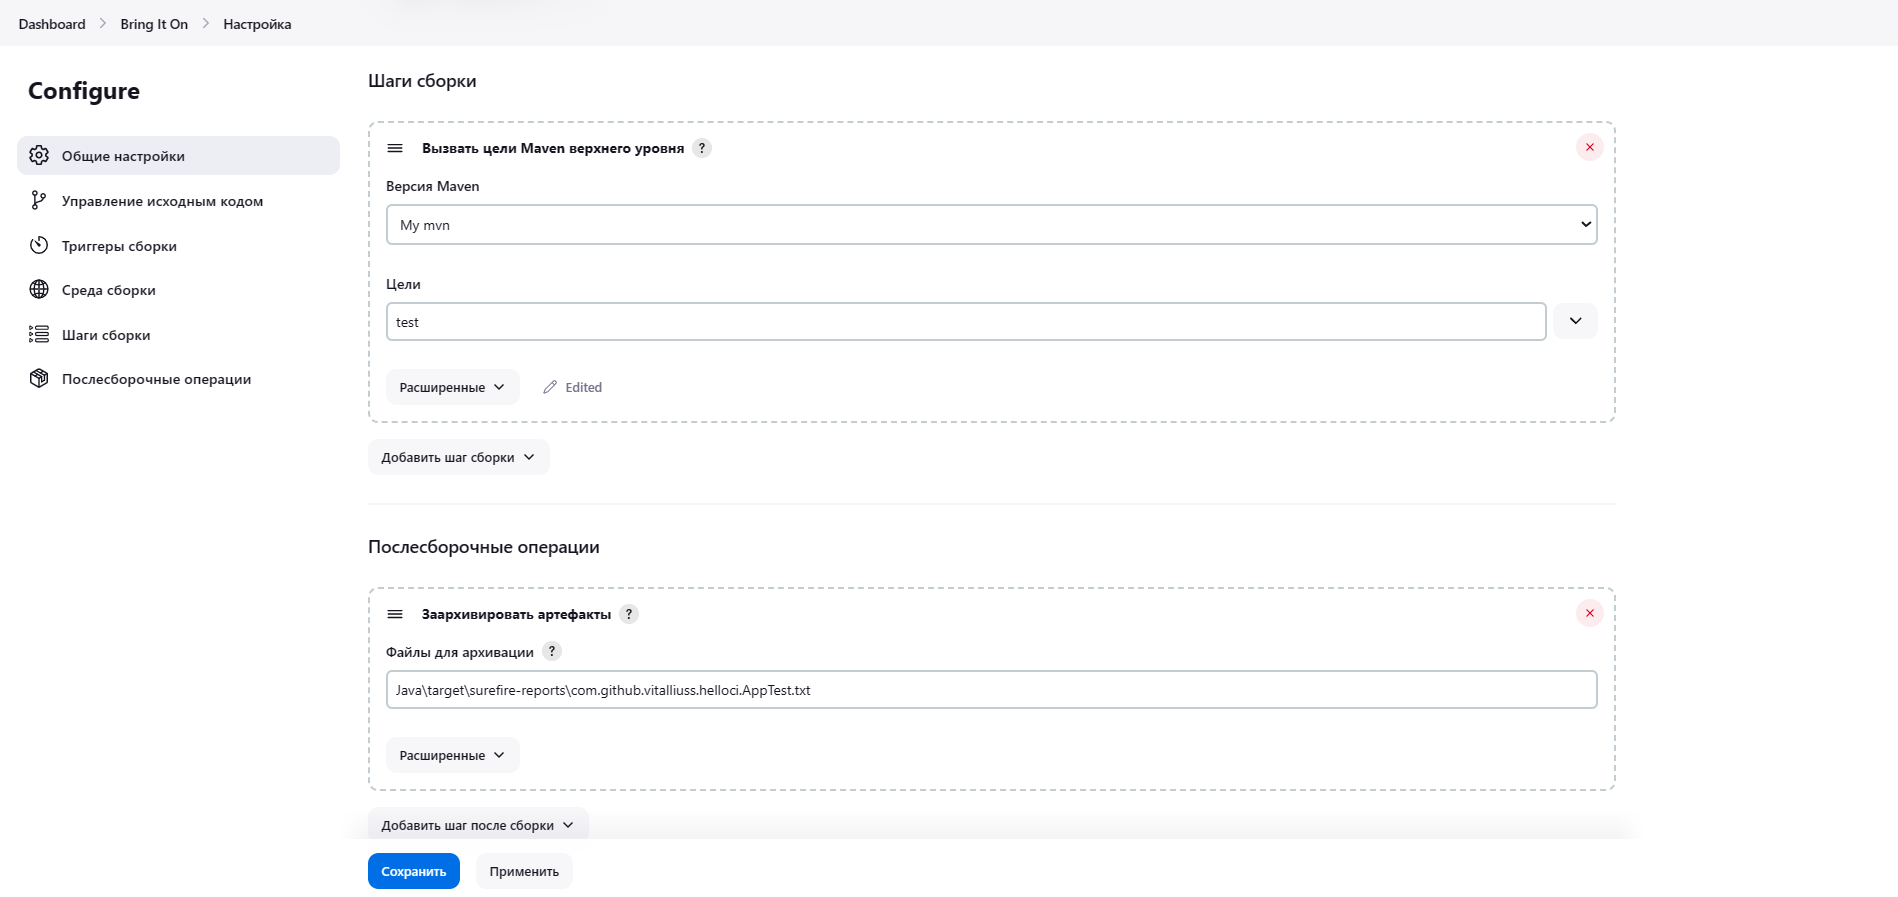 Dashboard
Bring It On
Настройка
Configure
Общие настройки
Управление исходным кодом
Триггеры сборки
Среда сборки
Шаги сборки
Послесборочные операции
Шаги сборки
Вызвать цели Maven верхнего уровня ?
Версия Maven
My mvn
Цели
test
Расширенные
Edited
Добавить шаг сборки
Послесборочные операции
Заархивировать артефакты ?
Файлы для архивации ?
Java\target\surefire-reports\com.github.vitalliuss.helloci.AppTest.txt
Расширенные
Добавить шаг после сборки
Сохранить
Применить